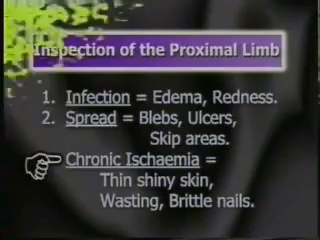 Inspection of the Proximal Limb
1. Infection = Edema, Redness.
2. Spread = Blebs, Ulcers,
Skip areas.
Chronic Ischaemia =
Thin shiny skin,
Wasting, Brittle nails.